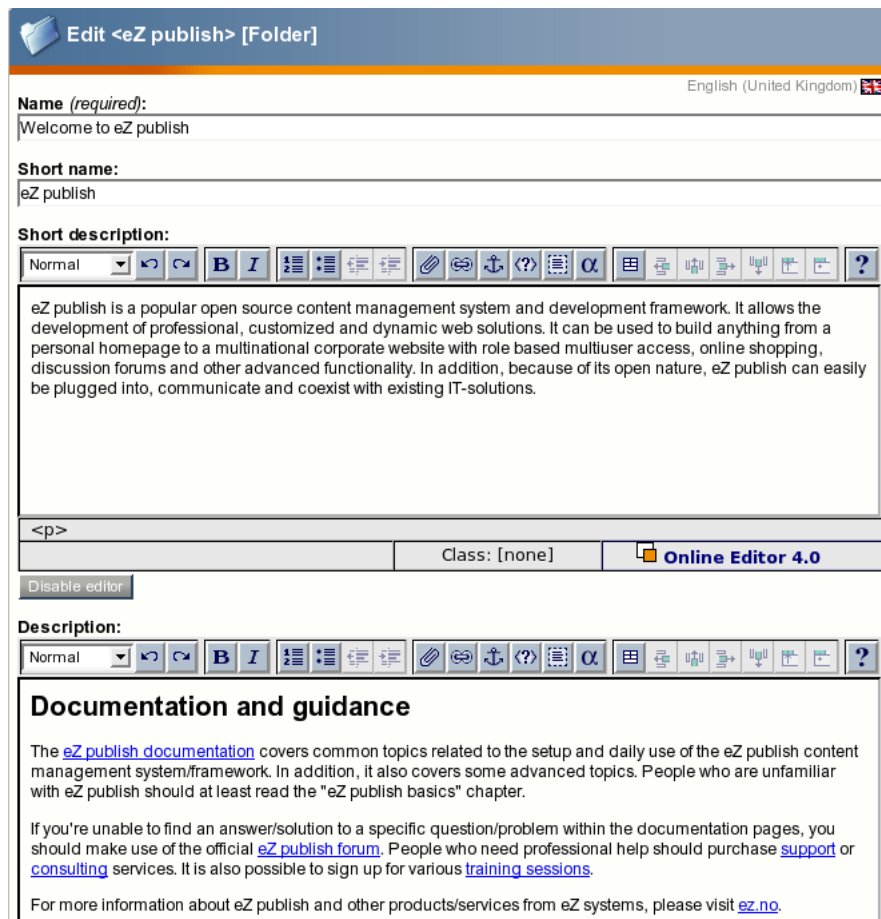 Edit <eZ publish> [Folder]
English (United Kingdom)
Name (required):
Welcome to eZ publish
Short name:
eZ publish
Short description:
Normal B I α ?
eZ publish is a popular open source content management system and development framework. It allows the
development of professional, customized and dynamic web solutions. It can be used to build anything from a
personal homepage to a multinational corporate website with role based multiuser access, online shopping,
discussion forums and other advanced functionality. In addition, because of its open nature, eZ publish can easily
be plugged into, communicate and coexist with existing IT-solutions.
<p>
Class: [none] Online Editor 4.0
Disable editor
Description:
Normal B I α ?
Documentation and guidance
The eZ publish documentation covers common topics related to the setup and daily use of the eZ publish content
management system/framework. In addition, it also covers some advanced topics. People who are unfamiliar
with eZ publish should at least read the "eZ publish basics" chapter.
If you're unable to find an answer/solution to a specific question/problem within the documentation pages, you
should make use of the official eZ publish forum. People who need professional help should purchase support or
consulting services. It is also possible to sign up for various training sessions.
For more information about eZ publish and other products/services from eZ systems, please visit ez.no.